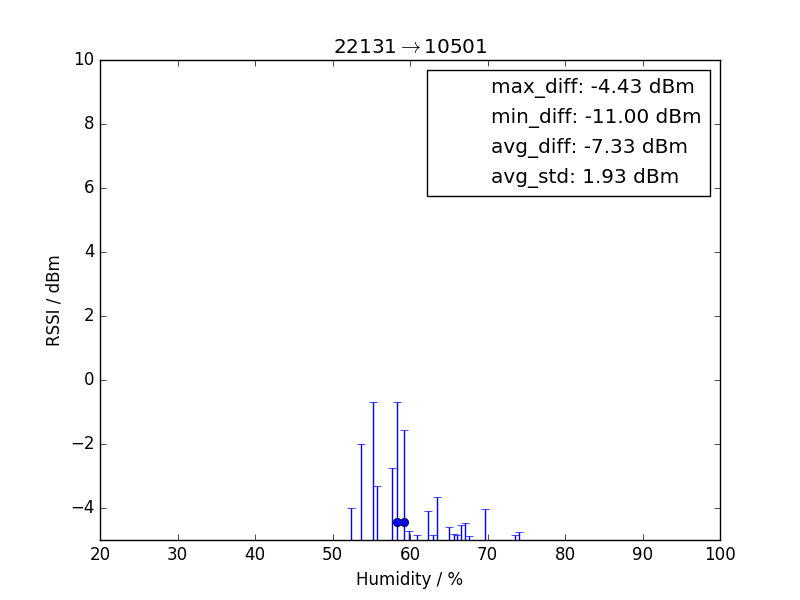 22131→10501
max_diff: -4.43 dBm
min_diff: -11.00 dBm
avg_diff: -7.33 dBm
avg_std: 1.93 dBm
RSSI / dBm
10
8
6
4
2
0
−2
−4
20 30 40 50 60 70 80 90 100
Humidity / %